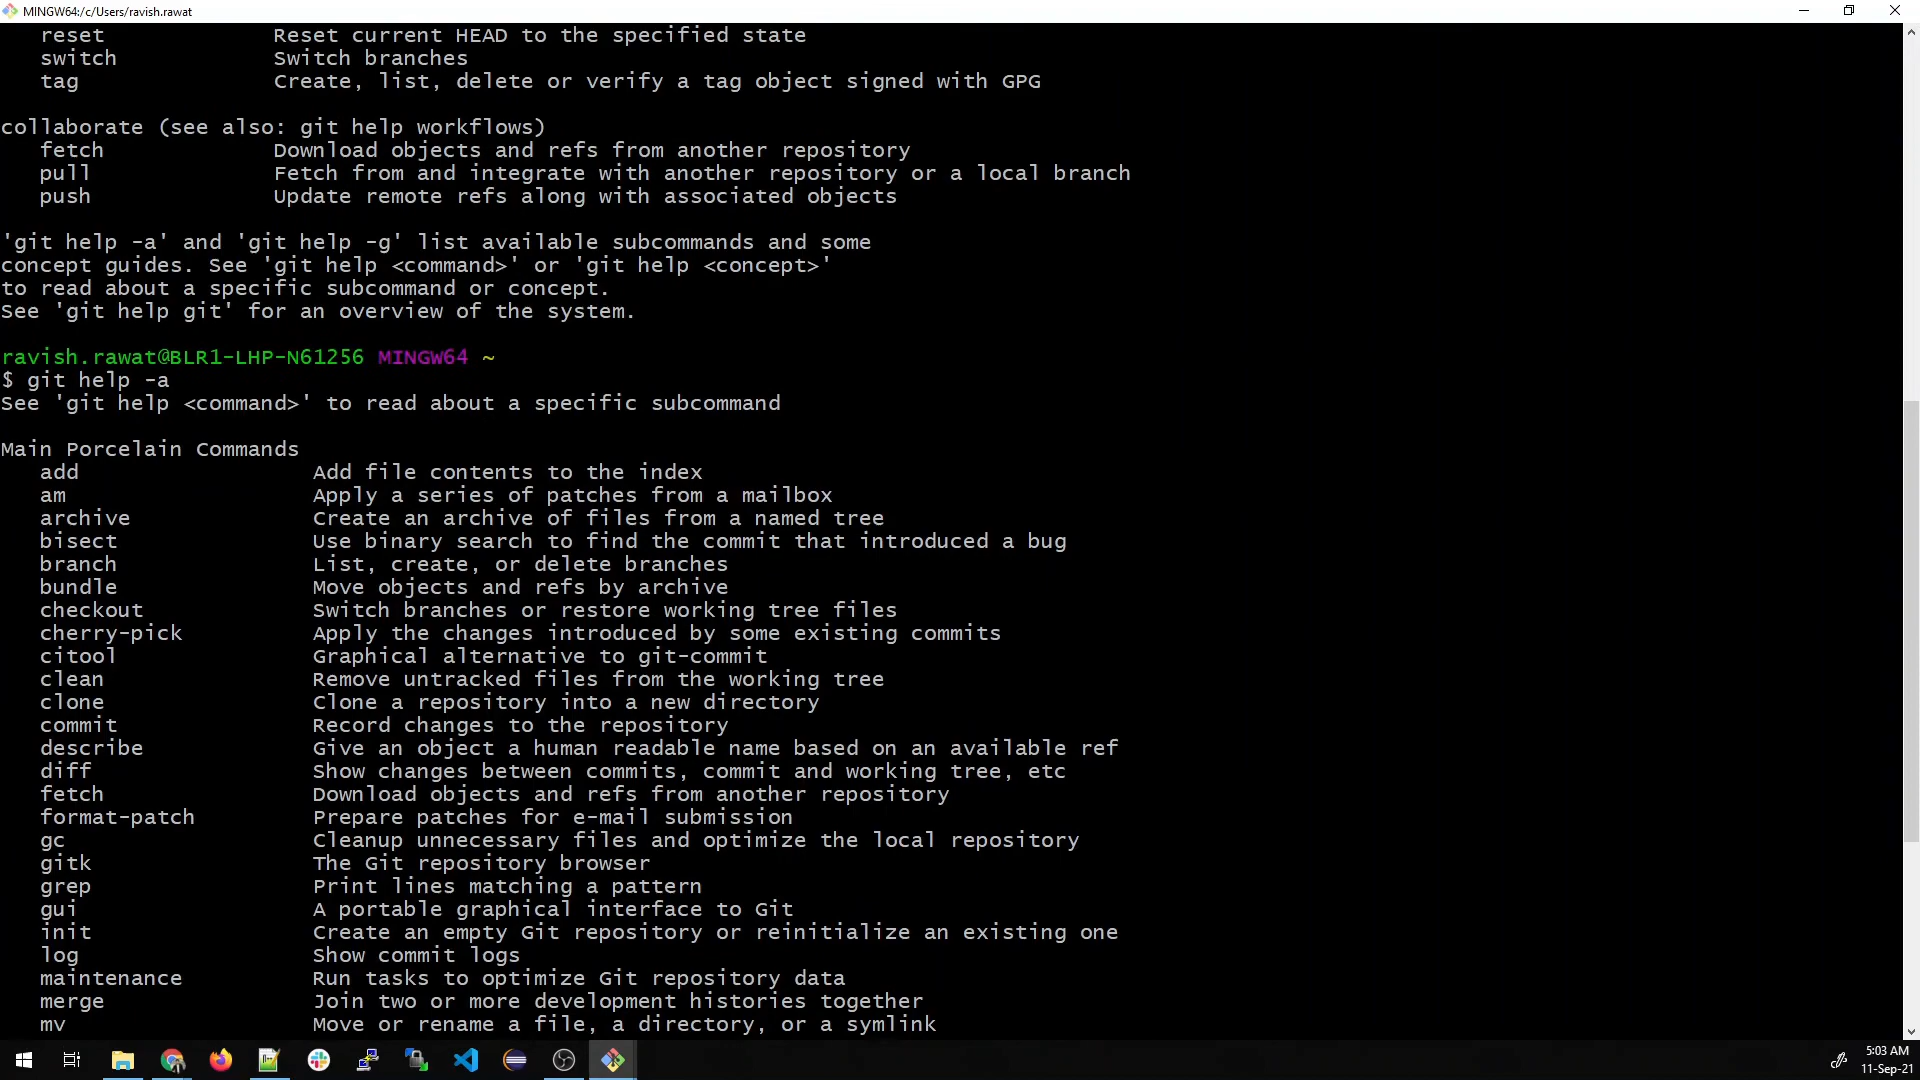 MINGW64:/c/Users/ravish.rawat
reset Reset current HEAD to the specified state
switch Switch branches
tag Create, list, delete or verify a tag object signed with GPG
collaborate (see also: git help workflows)
fetch Download objects and refs from another repository
pull Fetch from and integrate with another repository or a local branch
push Update remote refs along with associated objects
'git help -a' and 'git help -g' list available subcommands and some
concept guides. See 'git help <command>' or 'git help <concept>'
to read about a specific subcommand or concept.
See 'git help git' for an overview of the system.
ravish.rawat@BLR1-LHP-N61256 MINGW64 ~
$ git help -a
See 'git help <command>' to read about a specific subcommand
Main Porcelain Commands
add Add file contents to the index
am Apply a series of patches from a mailbox
archive Create an archive of files from a named tree
bisect Use binary search to find the commit that introduced a bug
branch List, create, or delete branches
bundle Move objects and refs by archive
checkout Switch branches or restore working tree files
cherry-pick Apply the changes introduced by some existing commits
citool Graphical alternative to git-commit
clean Remove untracked files from the working tree
clone Clone a repository into a new directory
commit Record changes to the repository
describe Give an object a human readable name based on an available ref
diff Show changes between commits, commit and working tree, etc
fetch Download objects and refs from another repository
format-patch Prepare patches for e-mail submission
gc Cleanup unnecessary files and optimize the local repository
gitk The Git repository browser
grep Print lines matching a pattern
gui A portable graphical interface to Git
init Create an empty Git repository or reinitialize an existing one
log Show commit logs
maintenance Run tasks to optimize Git repository data
merge Join two or more development histories together
mv Move or rename a file, a directory, or a symlink
5:03 AM
11-Sep-21